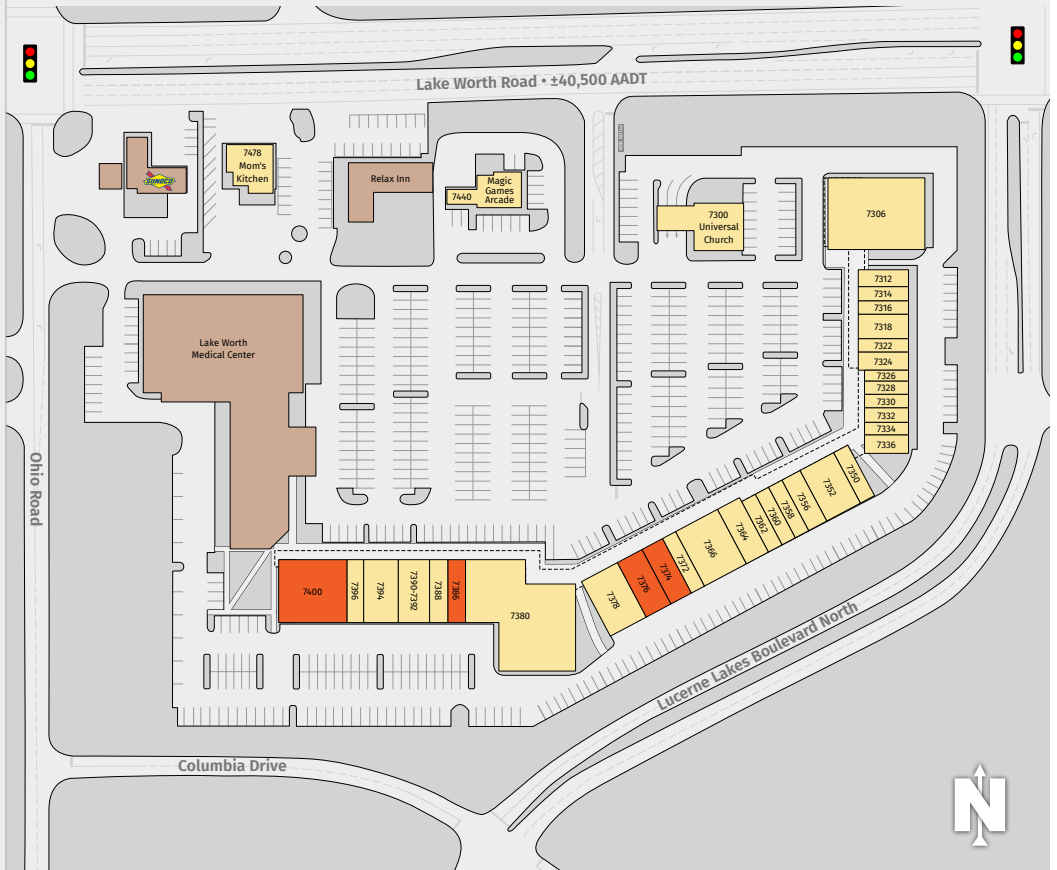 Lake Worth Road • ±40,500 AADT
7478
Mom's
Kitchen
SUNOCO
Relax Inn
7440
Magic
Games
Arcade
7300
Universal
Church
7306
7312
7314
7316
7318
7322
7324
7326
7328
7330
7332
7334
7336
7350
7352
7356
7358
7360
7362
7364
7366
7372
7374
7376
7378
Lake Worth
Medical Center
Ohio Road
7400
7396
7394
7390-7392
7388
7386
7380
Lucerne Lakes Boulevard North
Columbia Drive
N